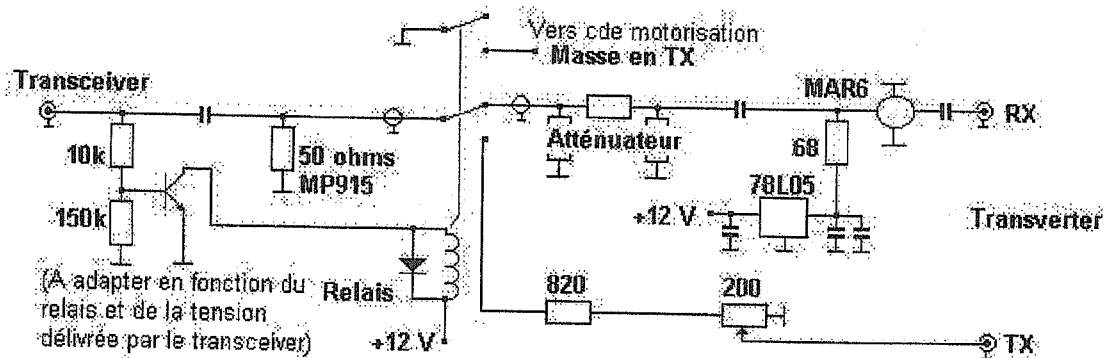 Vers cde motorisation
Masse en TX
Transceiver
MAR6
RX
10k
50 ohms
MP915
Atténuateur
68
78L05
150k
+12 V
Transverter
(A adapter en fonction du
relais et de la tension
délivrée par le transceiver)
Relais
+12 V
820
200
TX